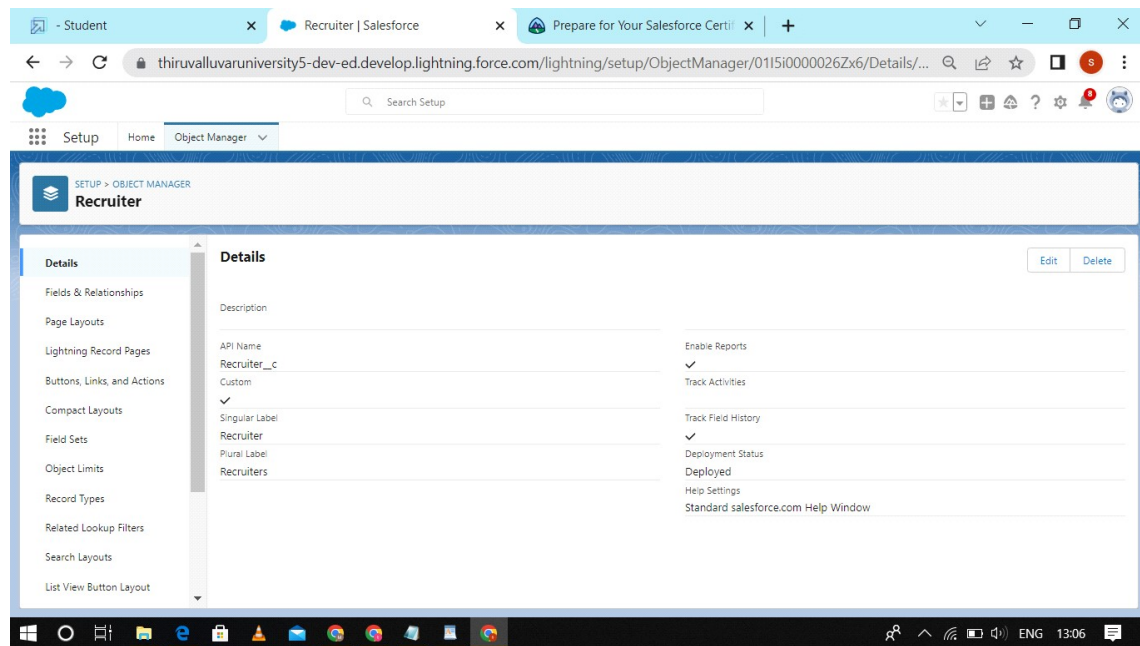 - Student
Recruiter | Salesforce
Prepare for Your Salesforce Certif
thiruvalluvaruniversity5-dev-ed.develop.lightning.force.com/lightning/setup/ObjectManager/01I5i0000026Zx6/Details/...
S
Search Setup
8
Setup
Home
Object Manager
SETUP > OBJECT MANAGER
Recruiter
Details
Fields & Relationships
Page Layouts
Lightning Record Pages
Buttons, Links, and Actions
Compact Layouts
Field Sets
Object Limits
Record Types
Related Lookup Filters
Search Layouts
List View Button Layout
Details
Edit
Delete
Description
API Name
Recruiter__c
Custom
Singular Label
Recruiter
Plural Label
Recruiters
Enable Reports
Track Activities
Track Field History
Deployment Status
Deployed
Help Settings
Standard salesforce.com Help Window
ENG
13:06